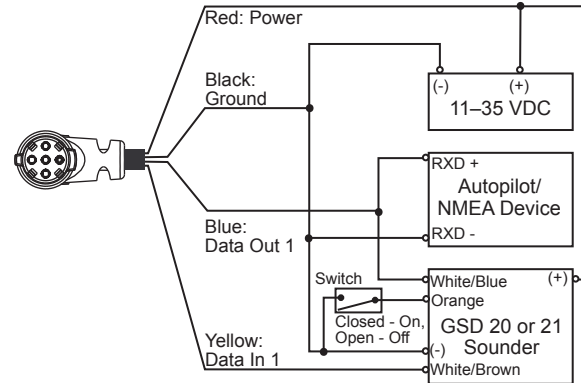 Red: Power
Black:
Ground
(-)
(+)
11–35 VDC
RXD +
Autopilot/
NMEA Device
RXD -
Blue:
Data Out 1
Switch
White/Blue
(+)
Orange
Closed - On,
Open - Off
GSD 20 or 21
Sounder
Yellow:
Data In 1
(-)
White/Brown